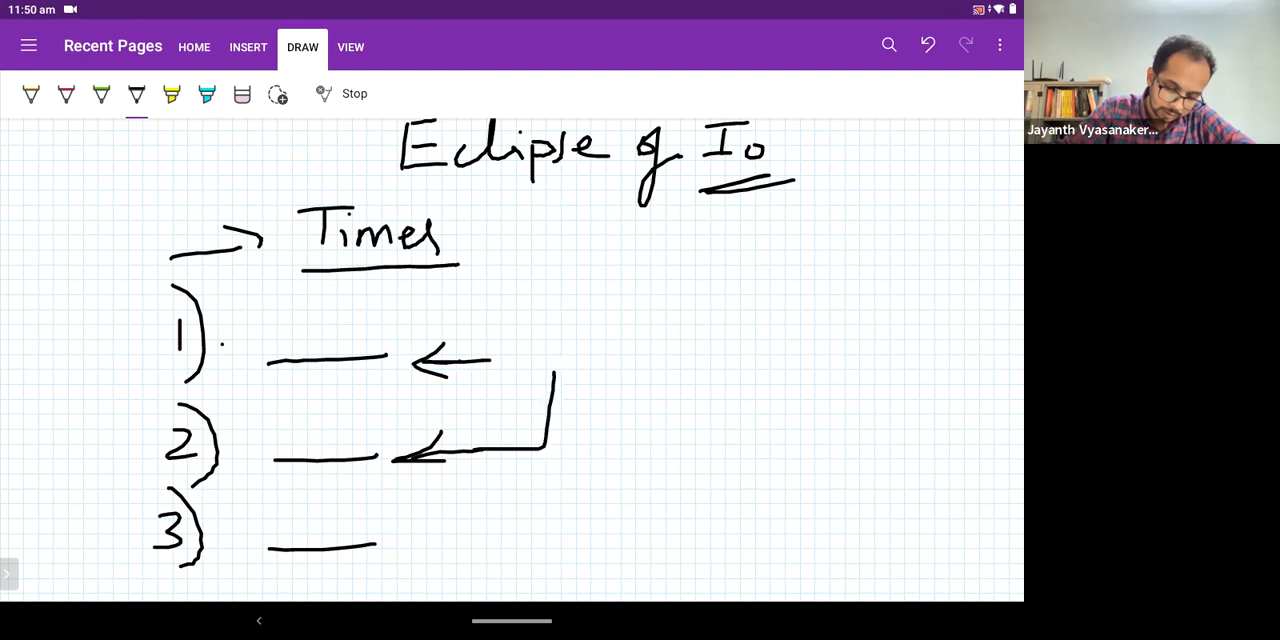 11:50 am
Recent Pages HOME INSERT DRAW VIEW
Stop
Jayanth Vyasanaker...
Eclipse of Io
→ Times
1)
2)
3)